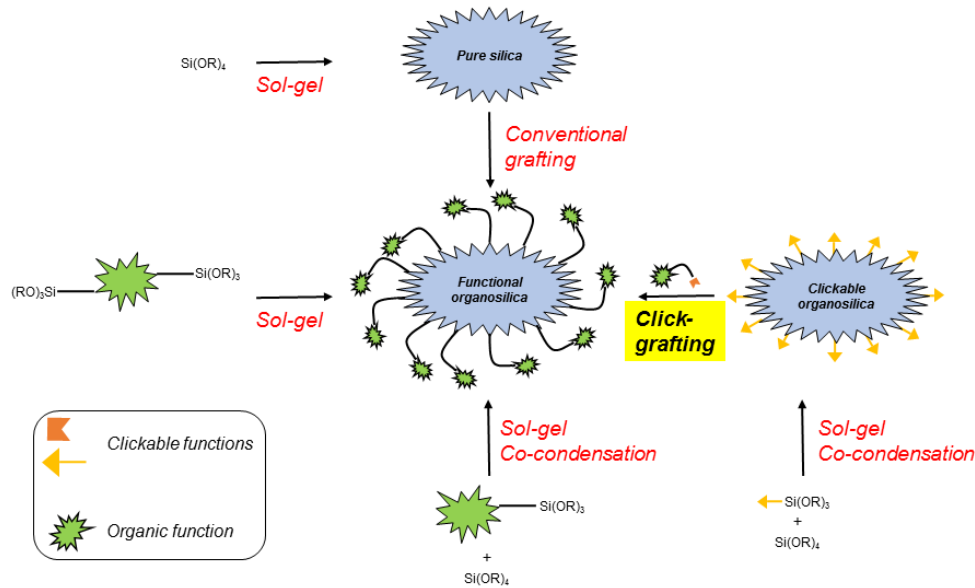 Pure silica
Si(OR)₄
Sol-gel
Conventional
grafting
Si(OR)₃
(RO)₃Si
Sol-gel
Functional
organosilica
Click-
grafting
Clickable
organosilica
Clickable functions
Organic function
Sol-gel
Co-condensation
Si(OR)₃
+
Si(OR)₄
Sol-gel
Co-condensation
Si(OR)₃
+
Si(OR)₄